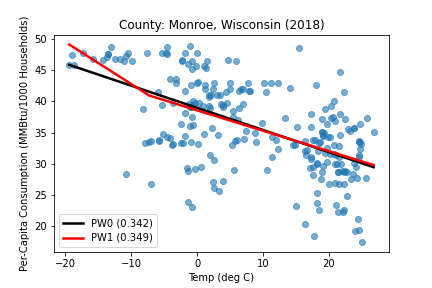 County: Monroe, Wisconsin (2018)
Per-Capita Consumption (MMBtu/1000 Households)
50
45
40
35
30
25
20
PW0 (0.342)
PW1 (0.349)
−20 −10 0 10 20
Temp (deg C)